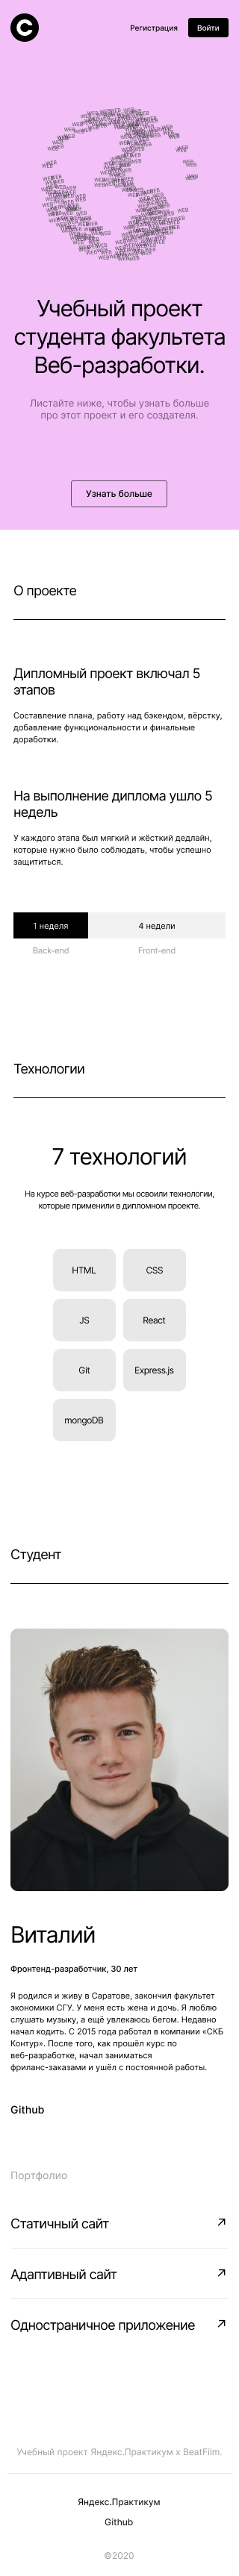 Регистрация
Войти
Учебный проект
студента факультета
Веб-разработки.
Листайте ниже, чтобы узнать больше
про этот проект и его создателя.
Узнать больше
О проекте
Дипломный проект включал 5
этапов
Составление плана, работу над бэкендом, вёрстку,
добавление функциональности и финальные
доработки.
На выполнение диплома ушло 5
недель
У каждого этапа был мягкий и жёсткий дедлайн,
которые нужно было соблюдать, чтобы успешно
защититься.
1 неделя
4 недели
Back-end
Front-end
Технологии
7 технологий
На курсе веб-разработки мы освоили технологии,
которые применили в дипломном проекте.
HTML
CSS
JS
React
Git
Express.js
mongoDB
Студент
Виталий
Фронтенд-разработчик, 30 лет
Я родился и живу в Саратове, закончил факультет
экономики СГУ. У меня есть жена и дочь. Я люблю
слушать музыку, а ещё увлекаюсь бегом. Недавно
начал кодить. С 2015 года работал в компании «СКБ
Контур». После того, как прошёл курс по
веб-разработке, начал заниматься
фриланс-заказами и ушёл с постоянной работы.
Github
Портфолио
Статичный сайт
Адаптивный сайт
Одностраничное приложение
Учебный проект Яндекс.Практикум х BeatFilm.
Яндекс.Практикум
Github
©2020